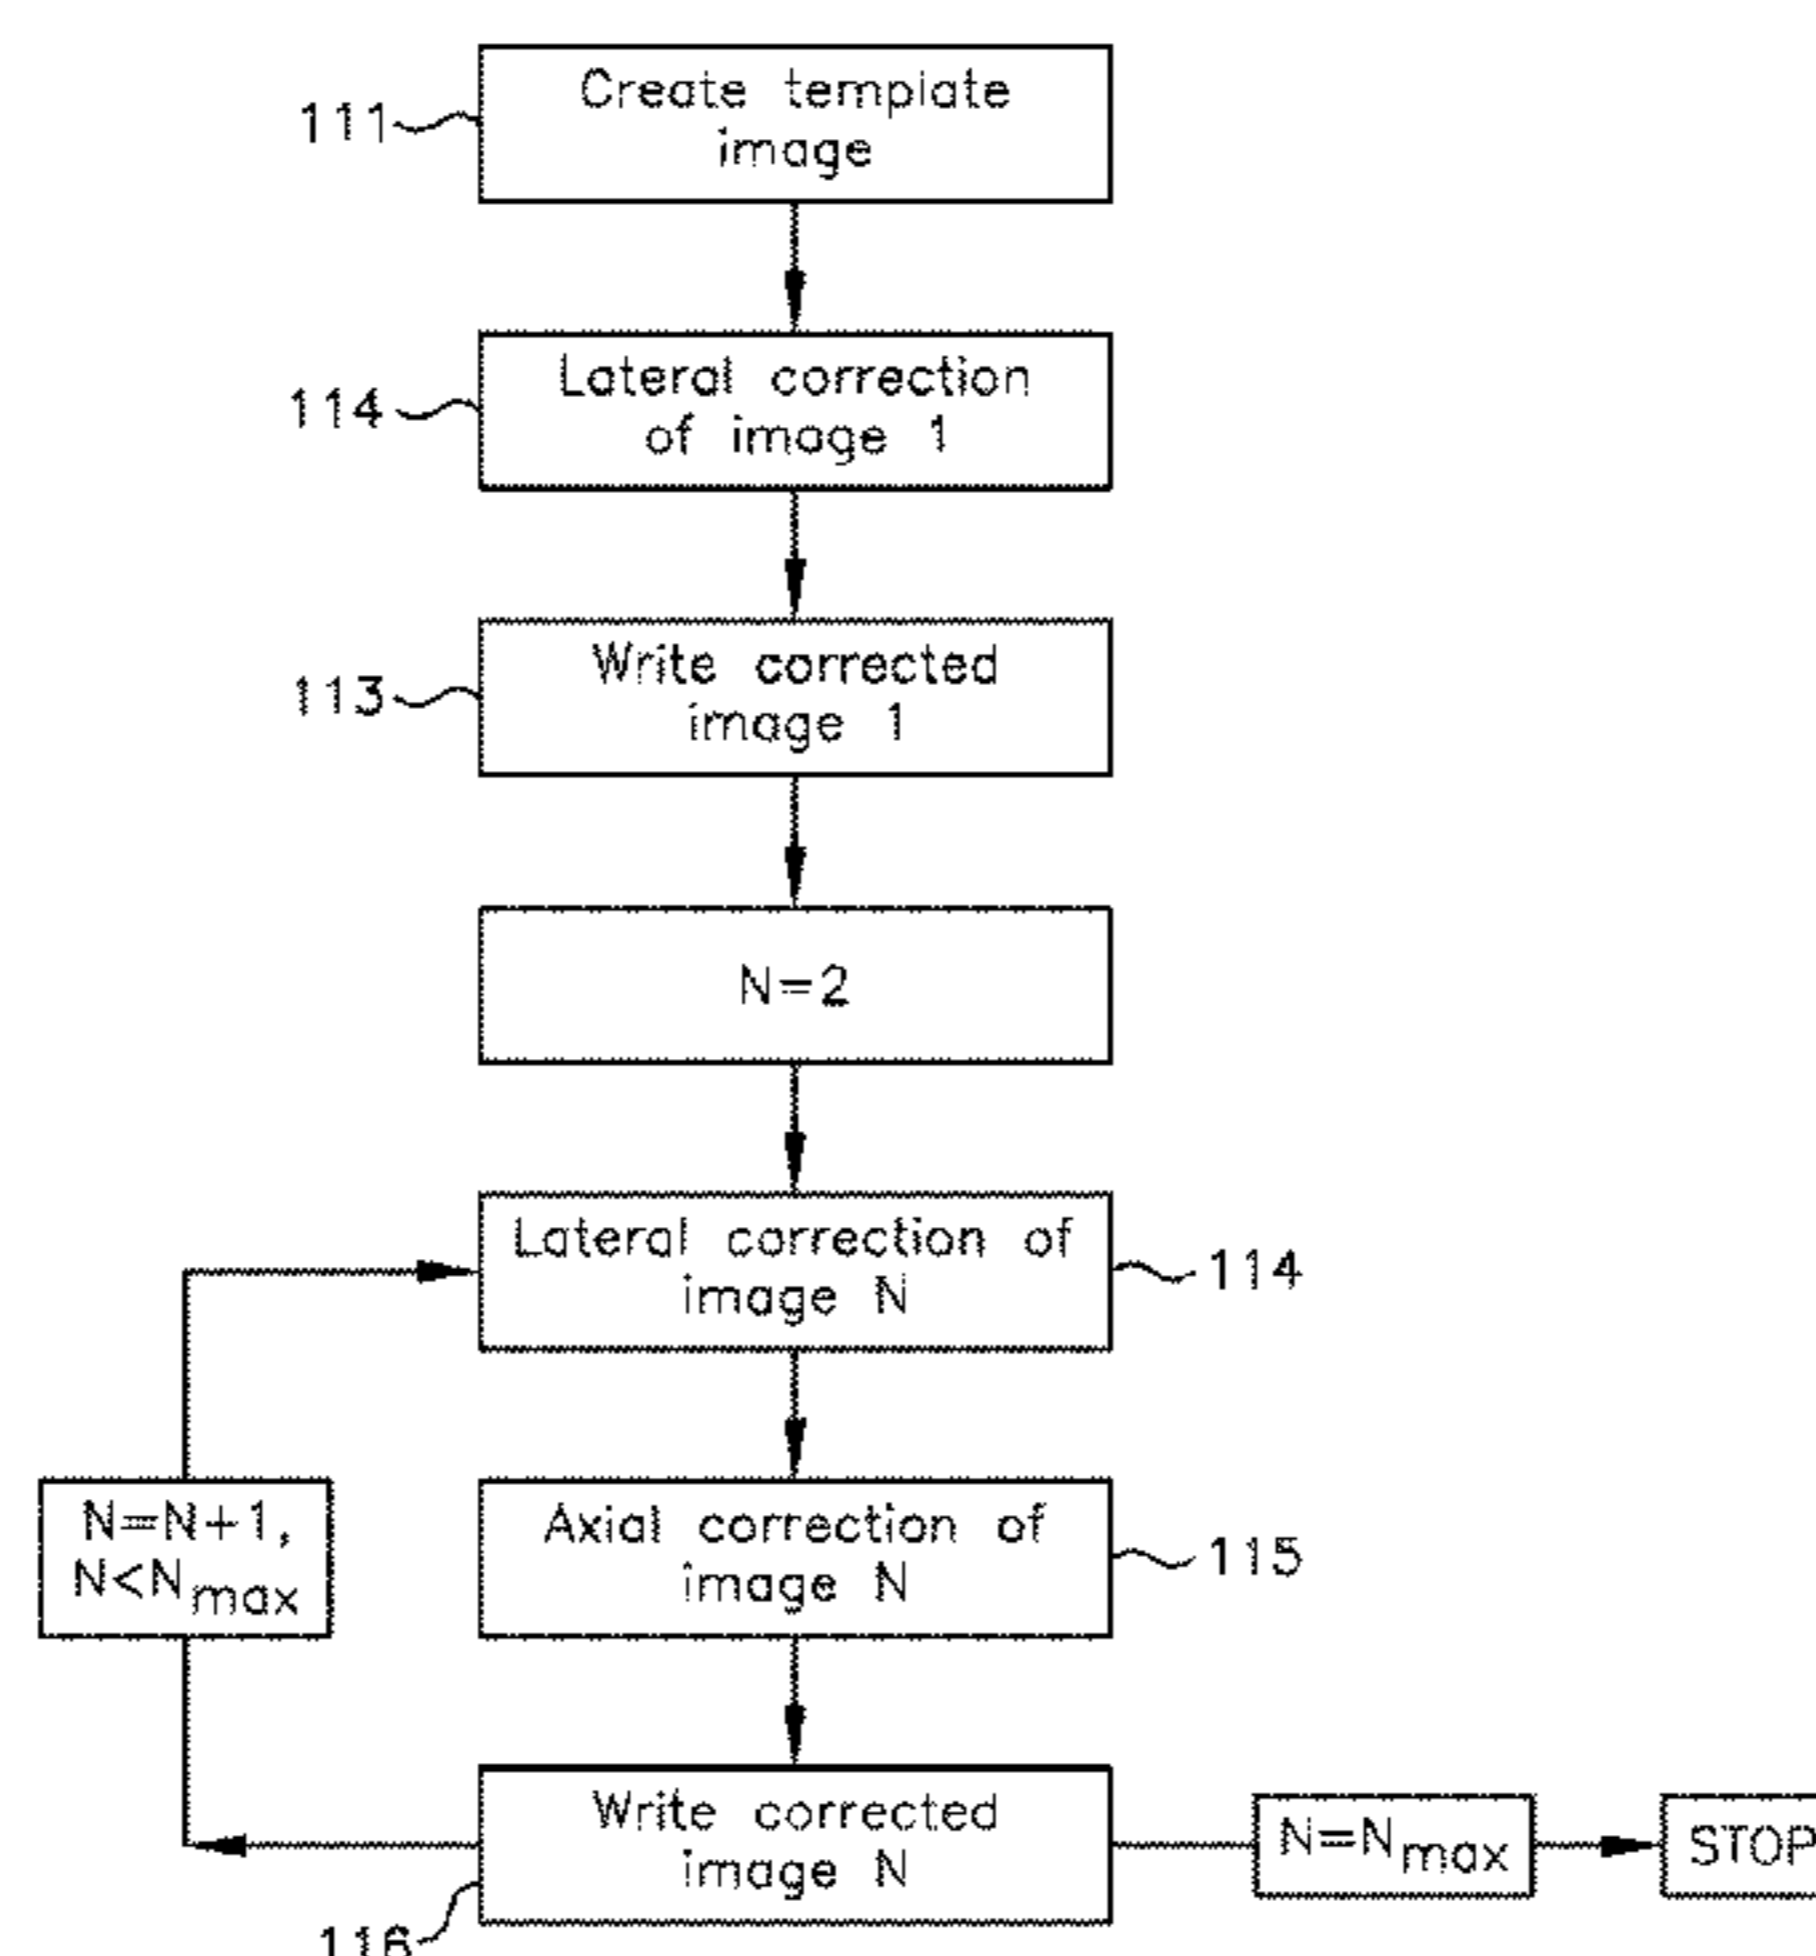 Create template
image
111
Lateral correction
of image 1
114
Write corrected
image 1
113
N=2
Lateral correction of
image N
114
N=N+1,
N<Nmax
Axial correction of
image N
115
Write corrected
image N
116
N=Nmax
STOP